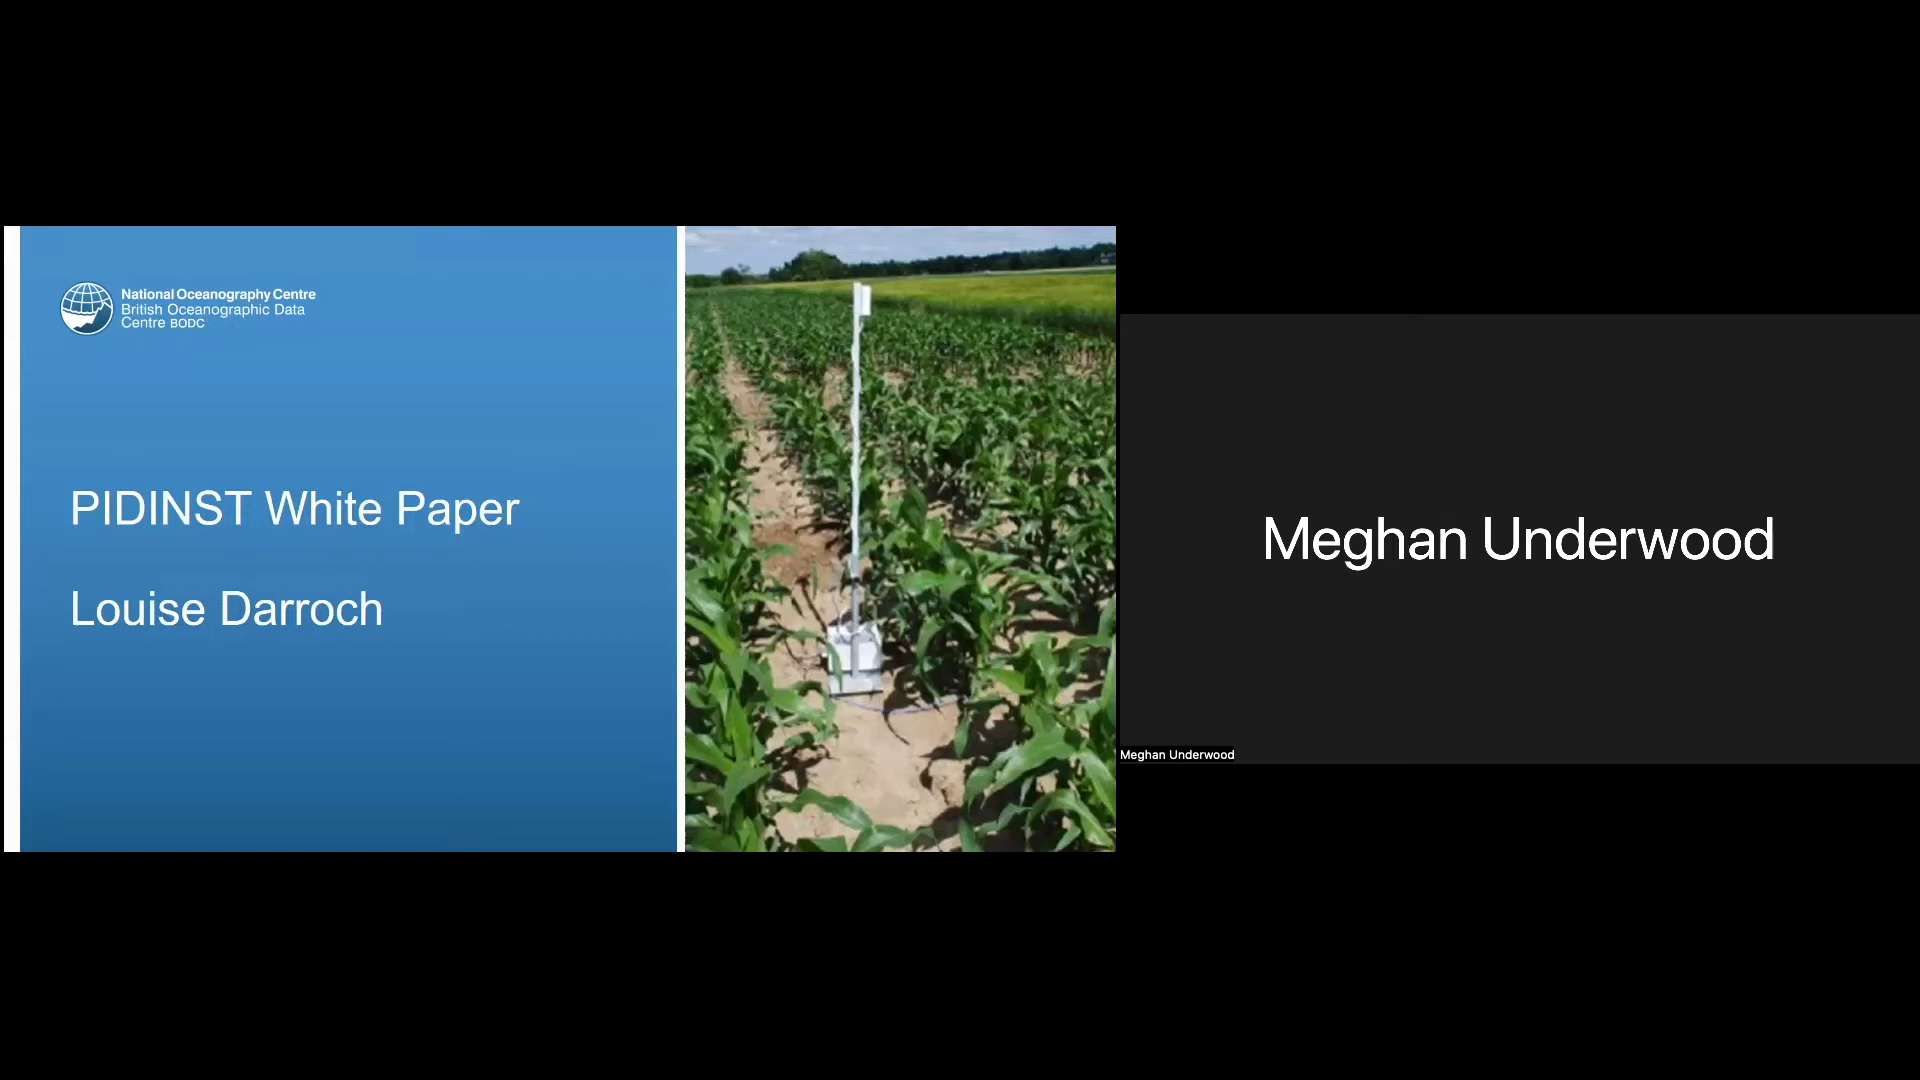 National Oceanography Centre
British Oceanographic Data
Centre BODC
PIDINST White Paper
Louise Darroch
Meghan Underwood
Meghan Underwood